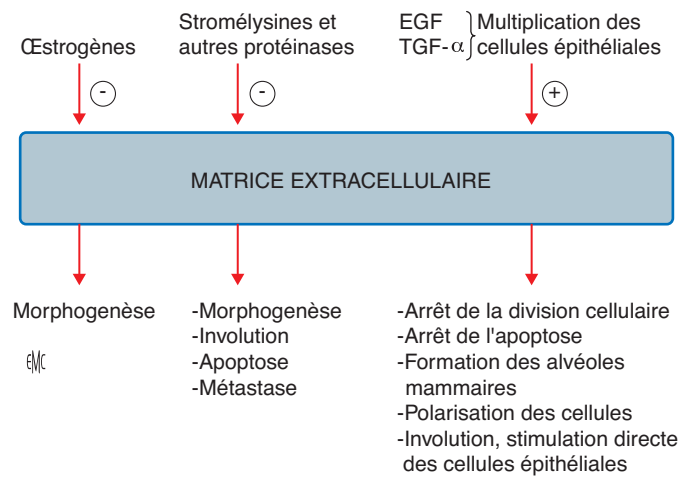 Œstrogènes
Stromélysines et
autres protéinases
EGF
TGF-α
Multiplication des
cellules épithéliales
-
-
+
MATRICE EXTRACELLULAIRE
Morphogenèse
EMC
-Morphogenèse
-Involution
-Apoptose
-Métastase
-Arrêt de la division cellulaire
-Arrêt de l'apoptose
-Formation des alvéoles
mammaires
-Polarisation des cellules
-Involution, stimulation directe
des cellules épithéliales